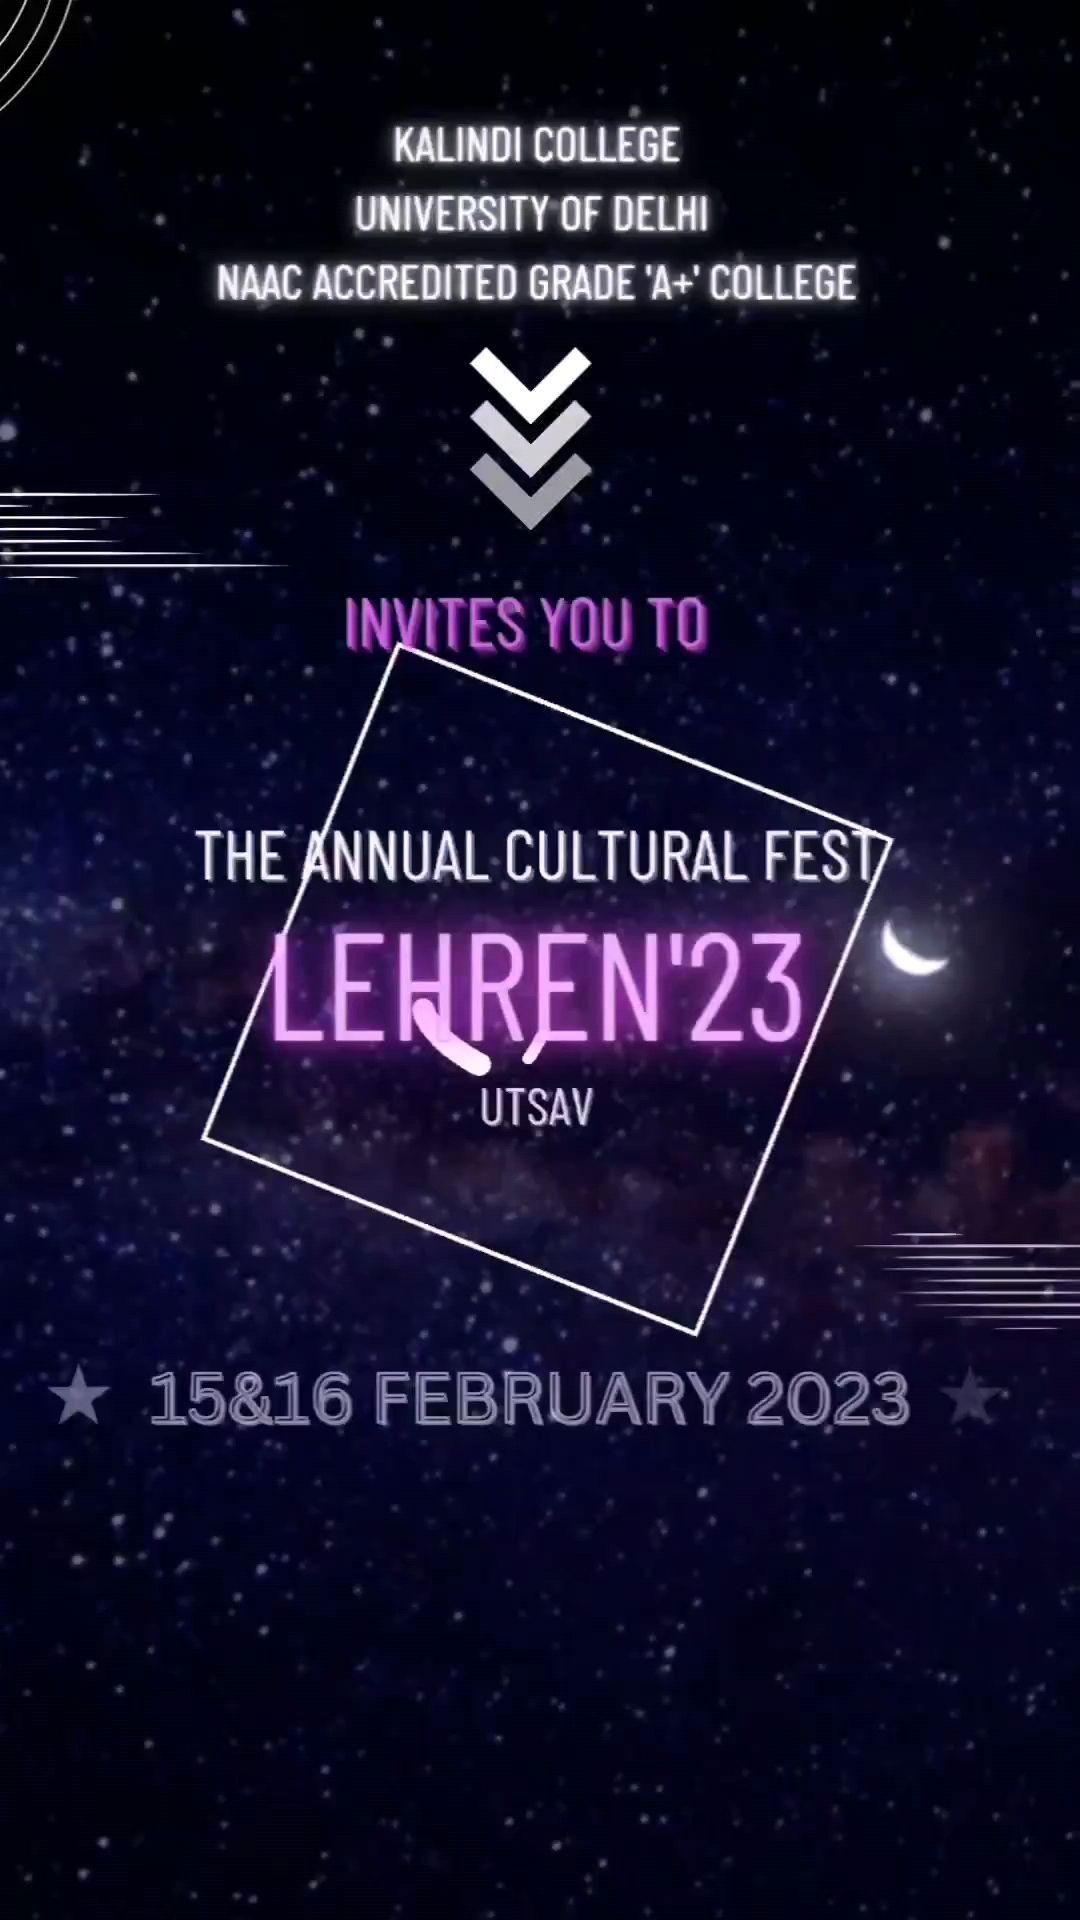 KALINDI COLLEGE
UNIVERSITY OF DELHI
NAAC ACCREDITED GRADE 'A+' COLLEGE
INVITES YOU TO
THE ANNUAL CULTURAL FEST
LEHREN'23
UTSAV
15&16 FEBRUARY 2023